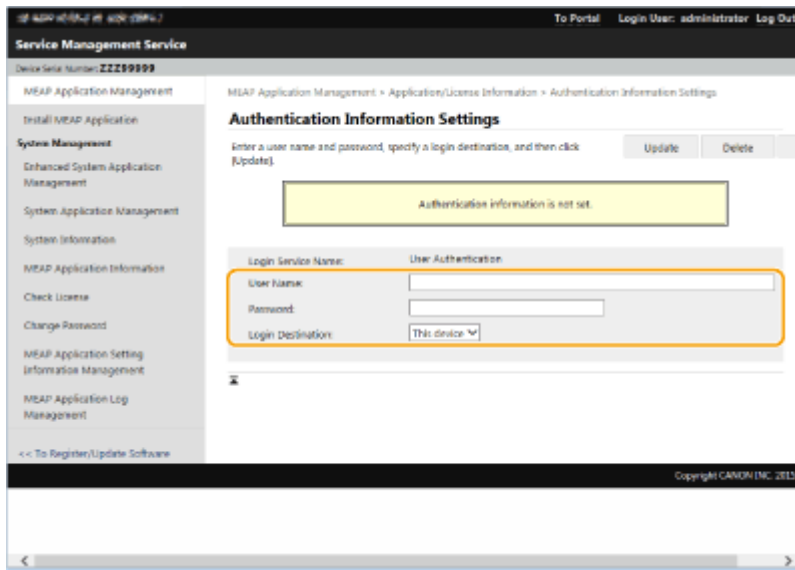 To Portal Login User: administrator Log Out
Service Management Service
Device Serial Number: ZZZ99999
MEAP Application Management
Install MEAP Application
System Management
Enhanced System Application
Management
System Application Management
System Information
MEAP Application Information
Check License
Change Password
MEAP Application Setting
Information Management
MEAP Application Log
Management
<< To Register/Update Software
MEAP Application Management > Application/License Information > Authentication Information Settings
Authentication Information Settings
Enter a user name and password, specify a login destination, and then click
[Update].
Update Delete
Authentication information is not set.
Login Service Name: User Authentication
User Name:
Password:
Login Destination: This device
Copyright CANON INC. 2015